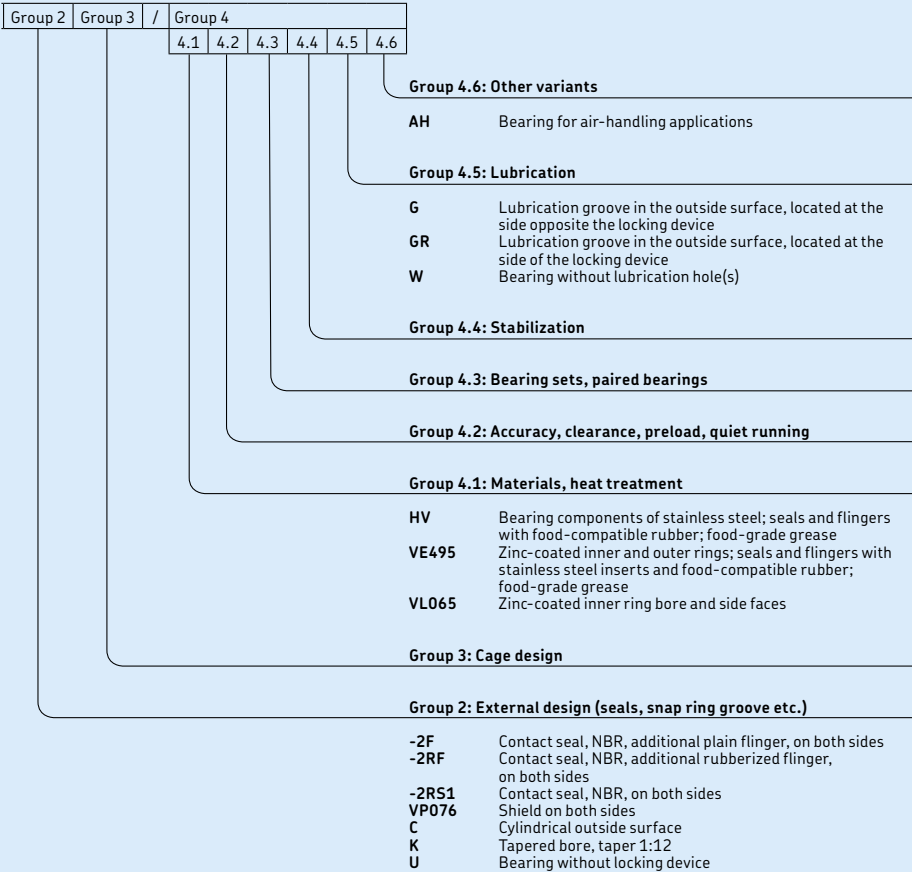 Group 2 Group 3 / Group 4
4.1 4.2 4.3 4.4 4.5 4.6
Group 4.6: Other variants
AH Bearing for air-handling applications
Group 4.5: Lubrication
G Lubrication groove in the outside surface, located at the
side opposite the locking device
GR Lubrication groove in the outside surface, located at the
side of the locking device
W Bearing without lubrication hole(s)
Group 4.4: Stabilization
Group 4.3: Bearing sets, paired bearings
Group 4.2: Accuracy, clearance, preload, quiet running
Group 4.1: Materials, heat treatment
HV Bearing components of stainless steel; seals and flingers
with food-compatible rubber; food-grade grease
VE495 Zinc-coated inner and outer rings; seals and flingers with
stainless steel inserts and food-compatible rubber;
food-grade grease
VL065 Zinc-coated inner ring bore and side faces
Group 3: Cage design
Group 2: External design (seals, snap ring groove etc.)
-2F Contact seal, NBR, additional plain flinger, on both sides
-2RF Contact seal, NBR, additional rubberized flinger,
on both sides
-2RS1 Contact seal, NBR, on both sides
VP076 Shield on both sides
C Cylindrical outside surface
K Tapered bore, taper 1:12
U Bearing without locking device